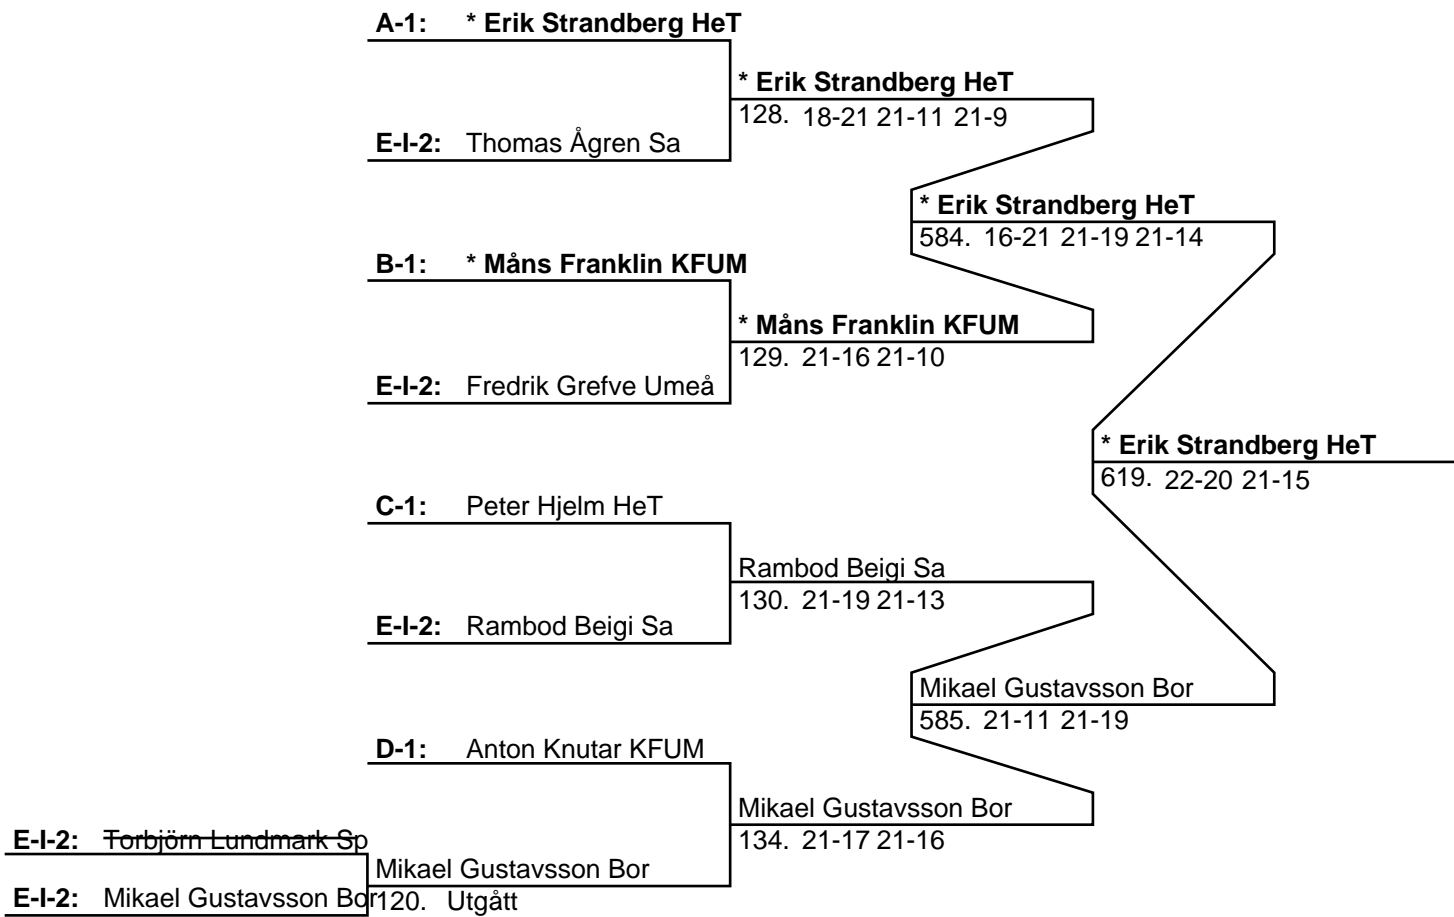 A-1: * Erik Strandberg HeT
* Erik Strandberg HeT
128. 18-21 21-11 21-9
E-I-2: Thomas Ågren Sa
* Erik Strandberg HeT
584. 16-21 21-19 21-14
B-1: * Måns Franklin KFUM
* Måns Franklin KFUM
129. 21-16 21-10
E-I-2: Fredrik Grefve Umeå
* Erik Strandberg HeT
619. 22-20 21-15
C-1: Peter Hjelm HeT
Rambod Beigi Sa
130. 21-19 21-13
E-I-2: Rambod Beigi Sa
Mikael Gustavsson Bor
585. 21-11 21-19
D-1: Anton Knutar KFUM
Mikael Gustavsson Bor
134. 21-17 21-16
E-I-2: Torbjörn Lundmark Sp
Mikael Gustavsson Bor
E-I-2: Mikael Gustavsson Bor
120. Utgått